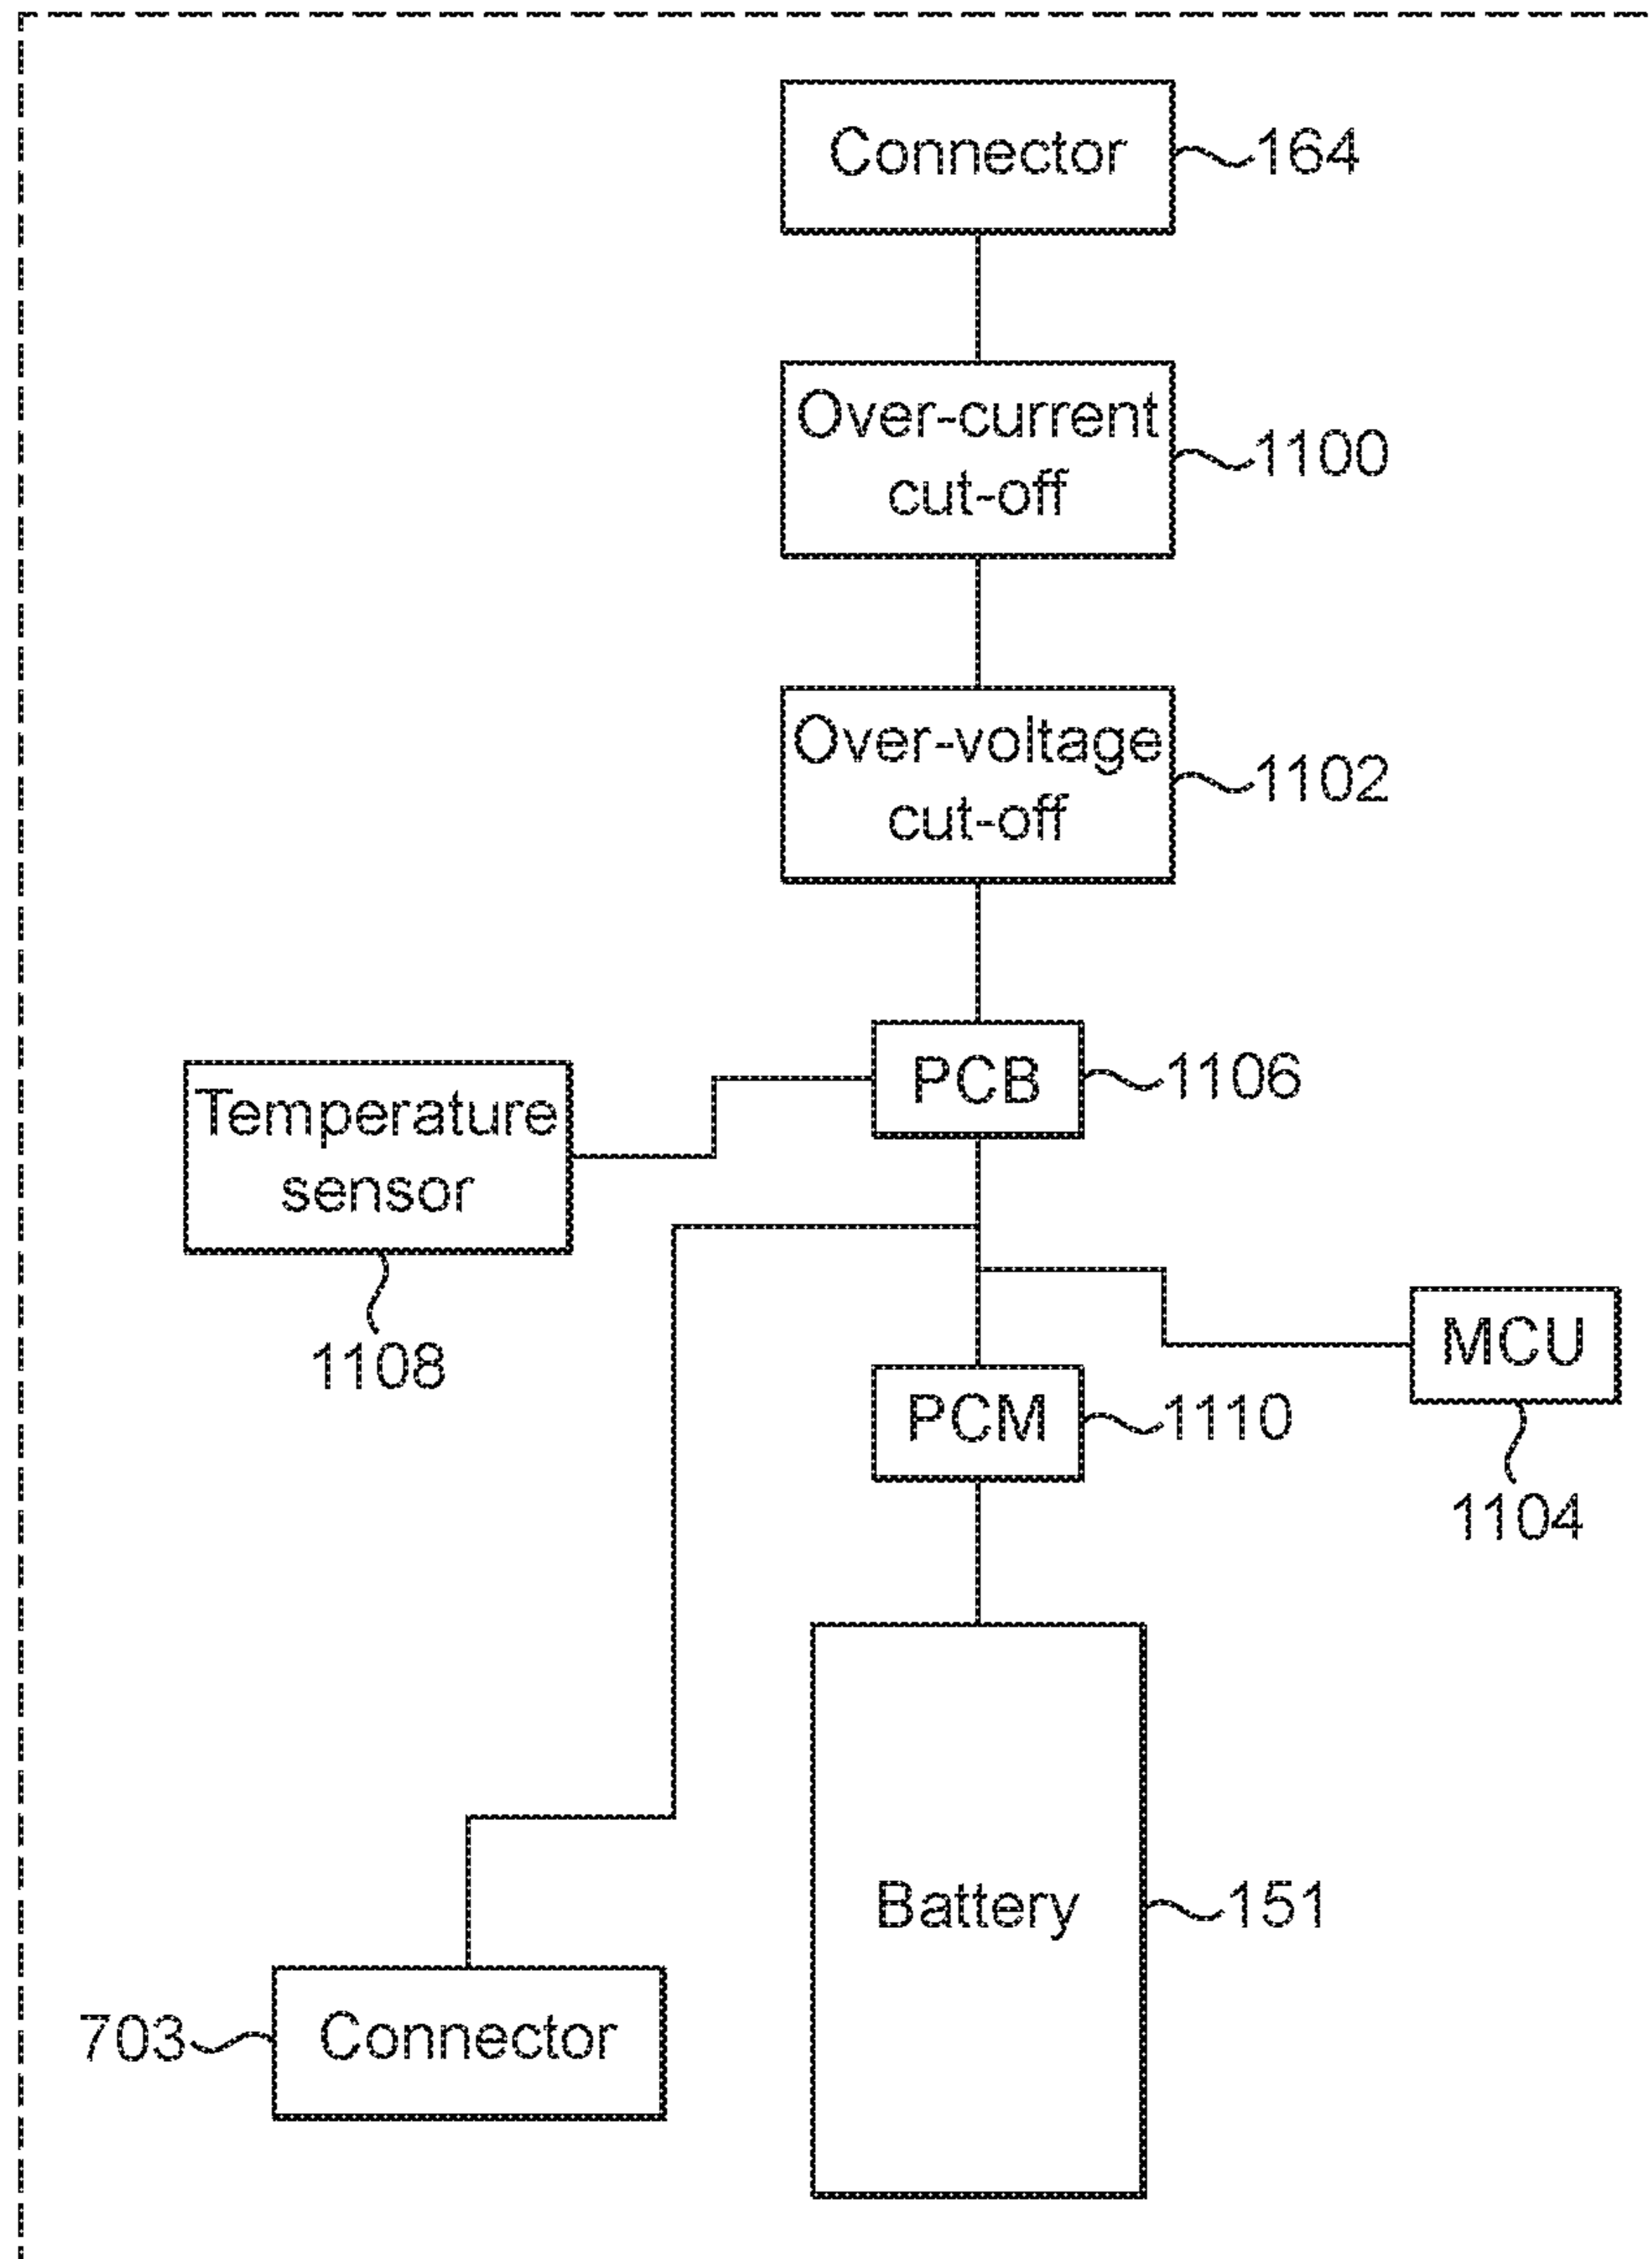 Connector
164
Over-current
cut-off
1100
Over-voltage
cut-off
1102
PCB
1106
Temperature
sensor
1108
MCU
1104
PCM
1110
Battery
151
703
Connector